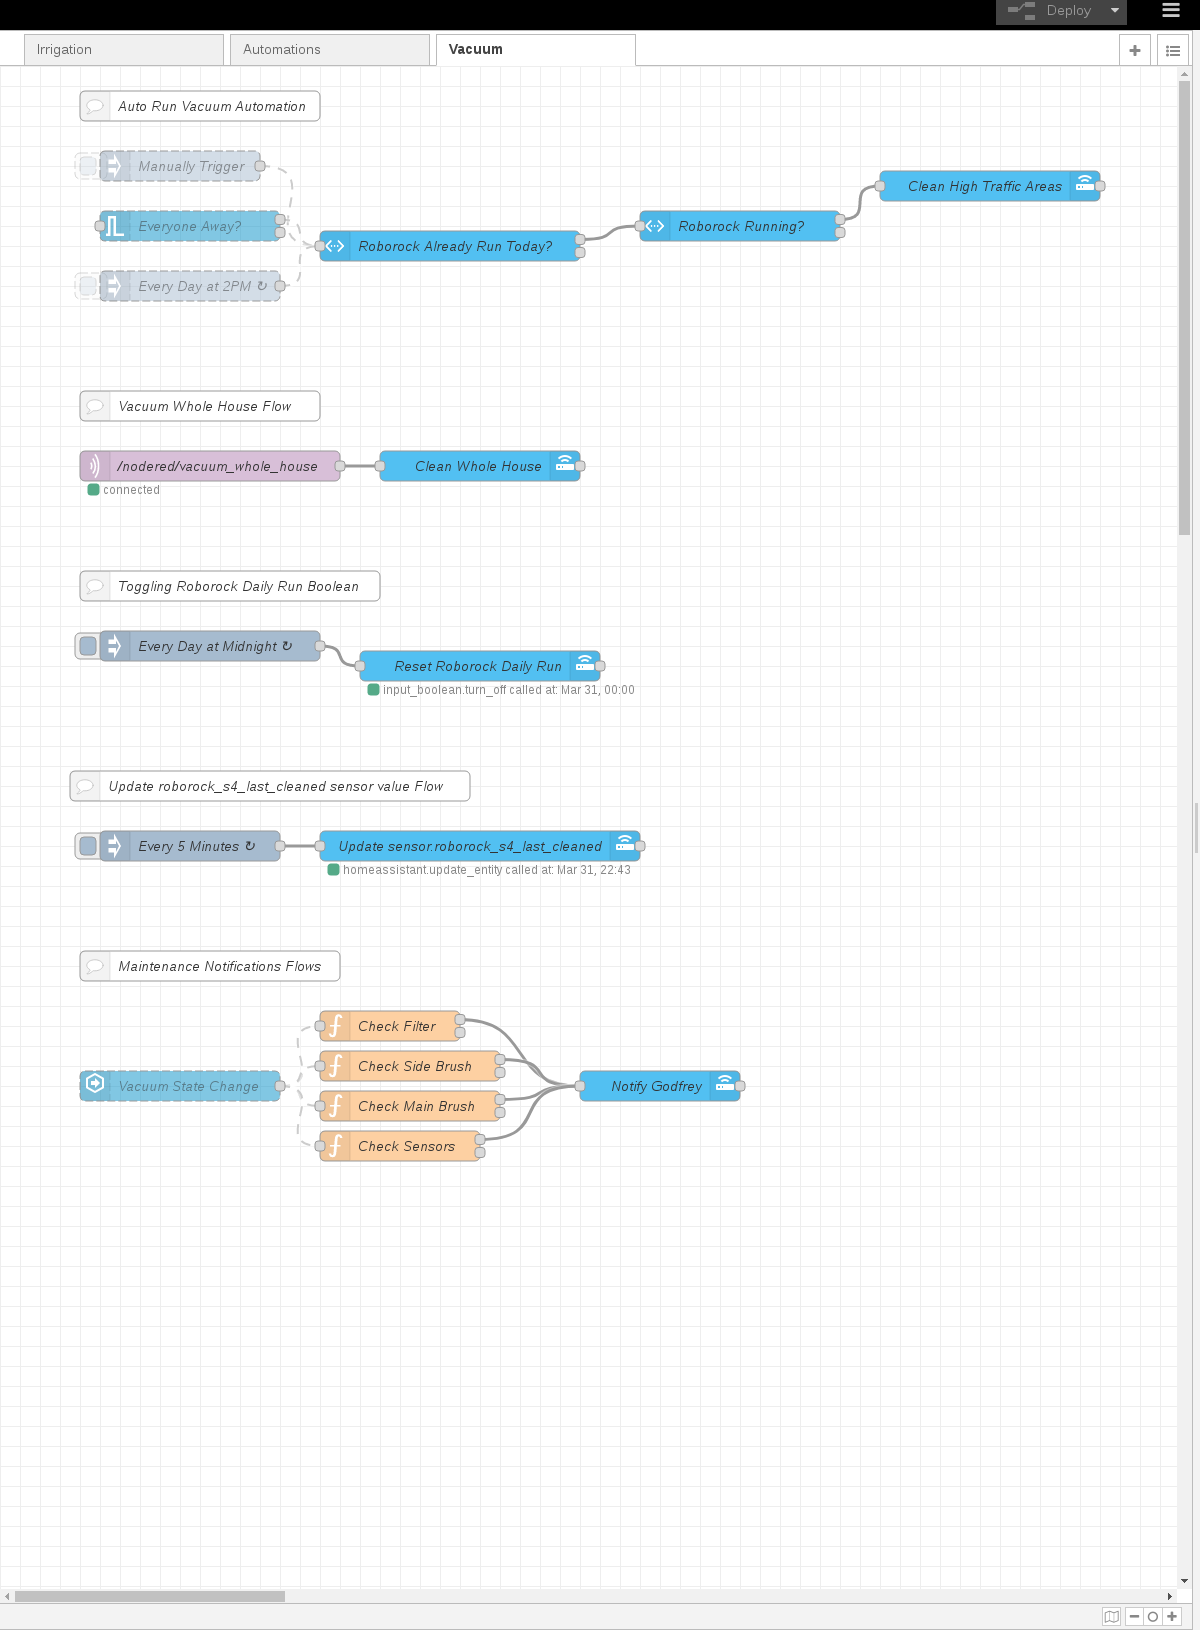 Deploy
Irrigation
Automations
Vacuum
Auto Run Vacuum Automation
Manually Trigger
Clean High Traffic Areas
Everyone Away?
Roborock Running?
Roborock Already Run Today?
Every Day at 2PM ↻
Vacuum Whole House Flow
/nodered/vacuum_whole_house
Clean Whole House
connected
Toggling Roborock Daily Run Boolean
Every Day at Midnight ↻
Reset Roborock Daily Run
input_boolean.turn_off called at: Mar 31, 00:00
Update roborock_s4_last_cleaned sensor value Flow
Every 5 Minutes ↻
Update sensor.roborock_s4_last_cleaned
homeassistant.update_entity called at: Mar 31, 22:43
Maintenance Notifications Flows
Check Filter
Check Side Brush
Vacuum State Change
Notify Godfrey
Check Main Brush
Check Sensors